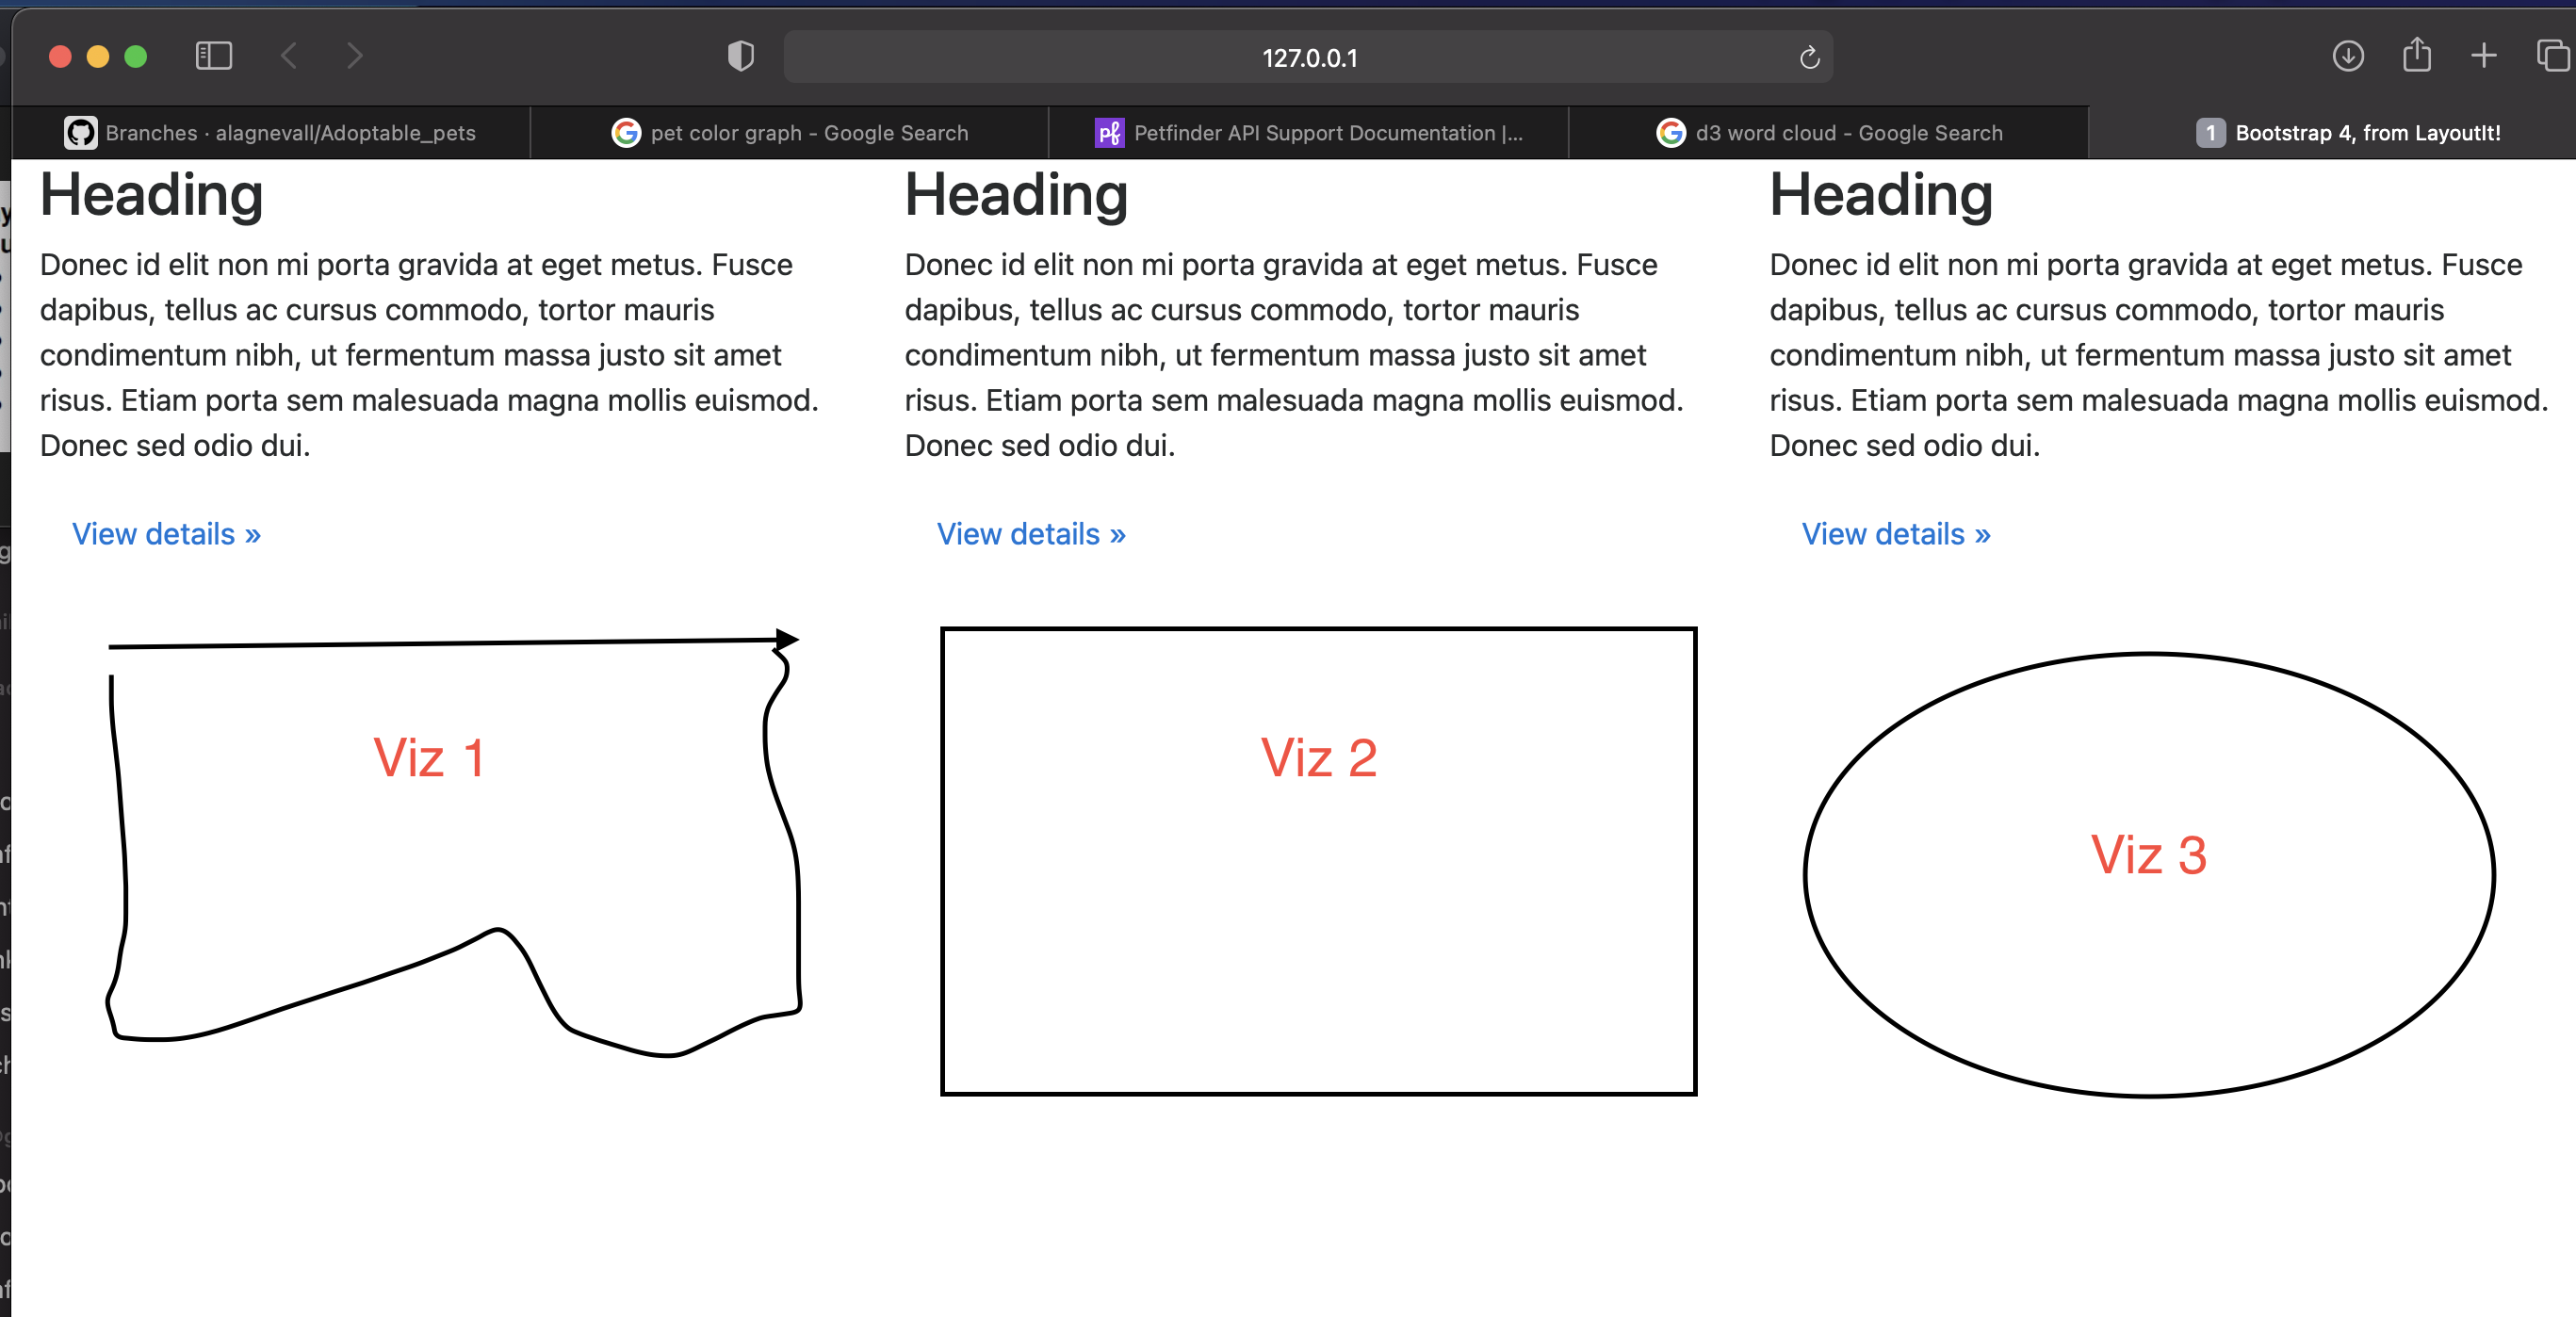 127.0.0.1
Branches · alagnevall/Adoptable_pets
pet color graph - Google Search
pf Petfinder API Support Documentation |...
d3 word cloud - Google Search
1 Bootstrap 4, from LayoutIt!
Heading
Donec id elit non mi porta gravida at eget metus. Fusce
dapibus, tellus ac cursus commodo, tortor mauris
condimentum nibh, ut fermentum massa justo sit amet
risus. Etiam porta sem malesuada magna mollis euismod.
Donec sed odio dui.
View details »
Viz 1
Heading
Donec id elit non mi porta gravida at eget metus. Fusce
dapibus, tellus ac cursus commodo, tortor mauris
condimentum nibh, ut fermentum massa justo sit amet
risus. Etiam porta sem malesuada magna mollis euismod.
Donec sed odio dui.
View details »
Viz 2
Heading
Donec id elit non mi porta gravida at eget metus. Fusce
dapibus, tellus ac cursus commodo, tortor mauris
condimentum nibh, ut fermentum massa justo sit amet
risus. Etiam porta sem malesuada magna mollis euismod.
Donec sed odio dui.
View details »
Viz 3